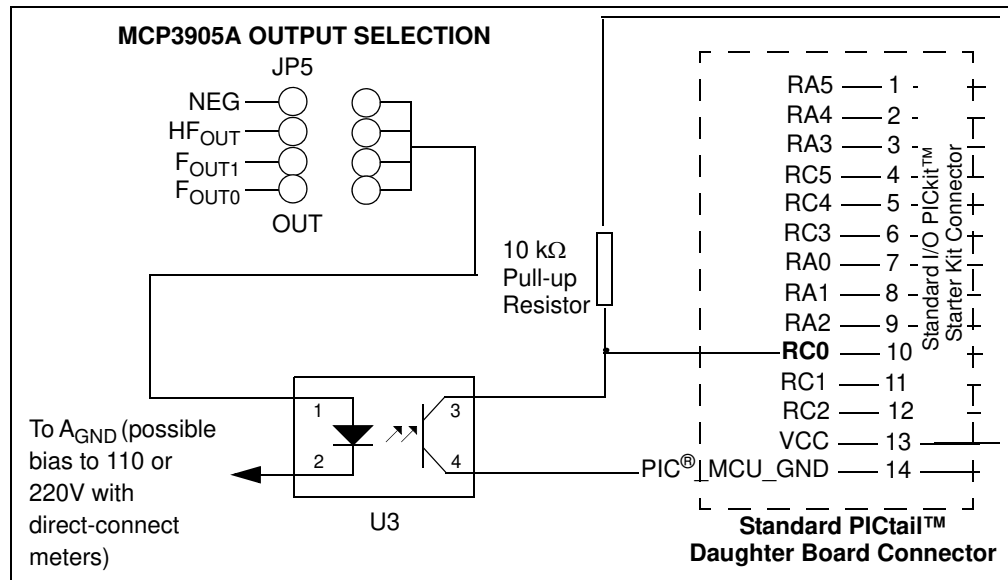 MCP3905A OUTPUT SELECTION
JP5
NEG
HFOUT
FOUT1
FOUT0
OUT
10 kΩ
Pull-up
Resistor
RA5 1
RA4 2
RA3 3
RC5 4
RC4 5
RC3 6
RA0 7
RA1 8
RA2 9
RC0 10
RC1 11
RC2 12
VCC 13
PIC®_MCU_GND 14
Standard I/O PICkit™
Starter Kit Connector
1
2
3
4
U3
To AGND (possible
bias to 110 or
220V with
direct-connect
meters)
Standard PICtail™
Daughter Board Connector